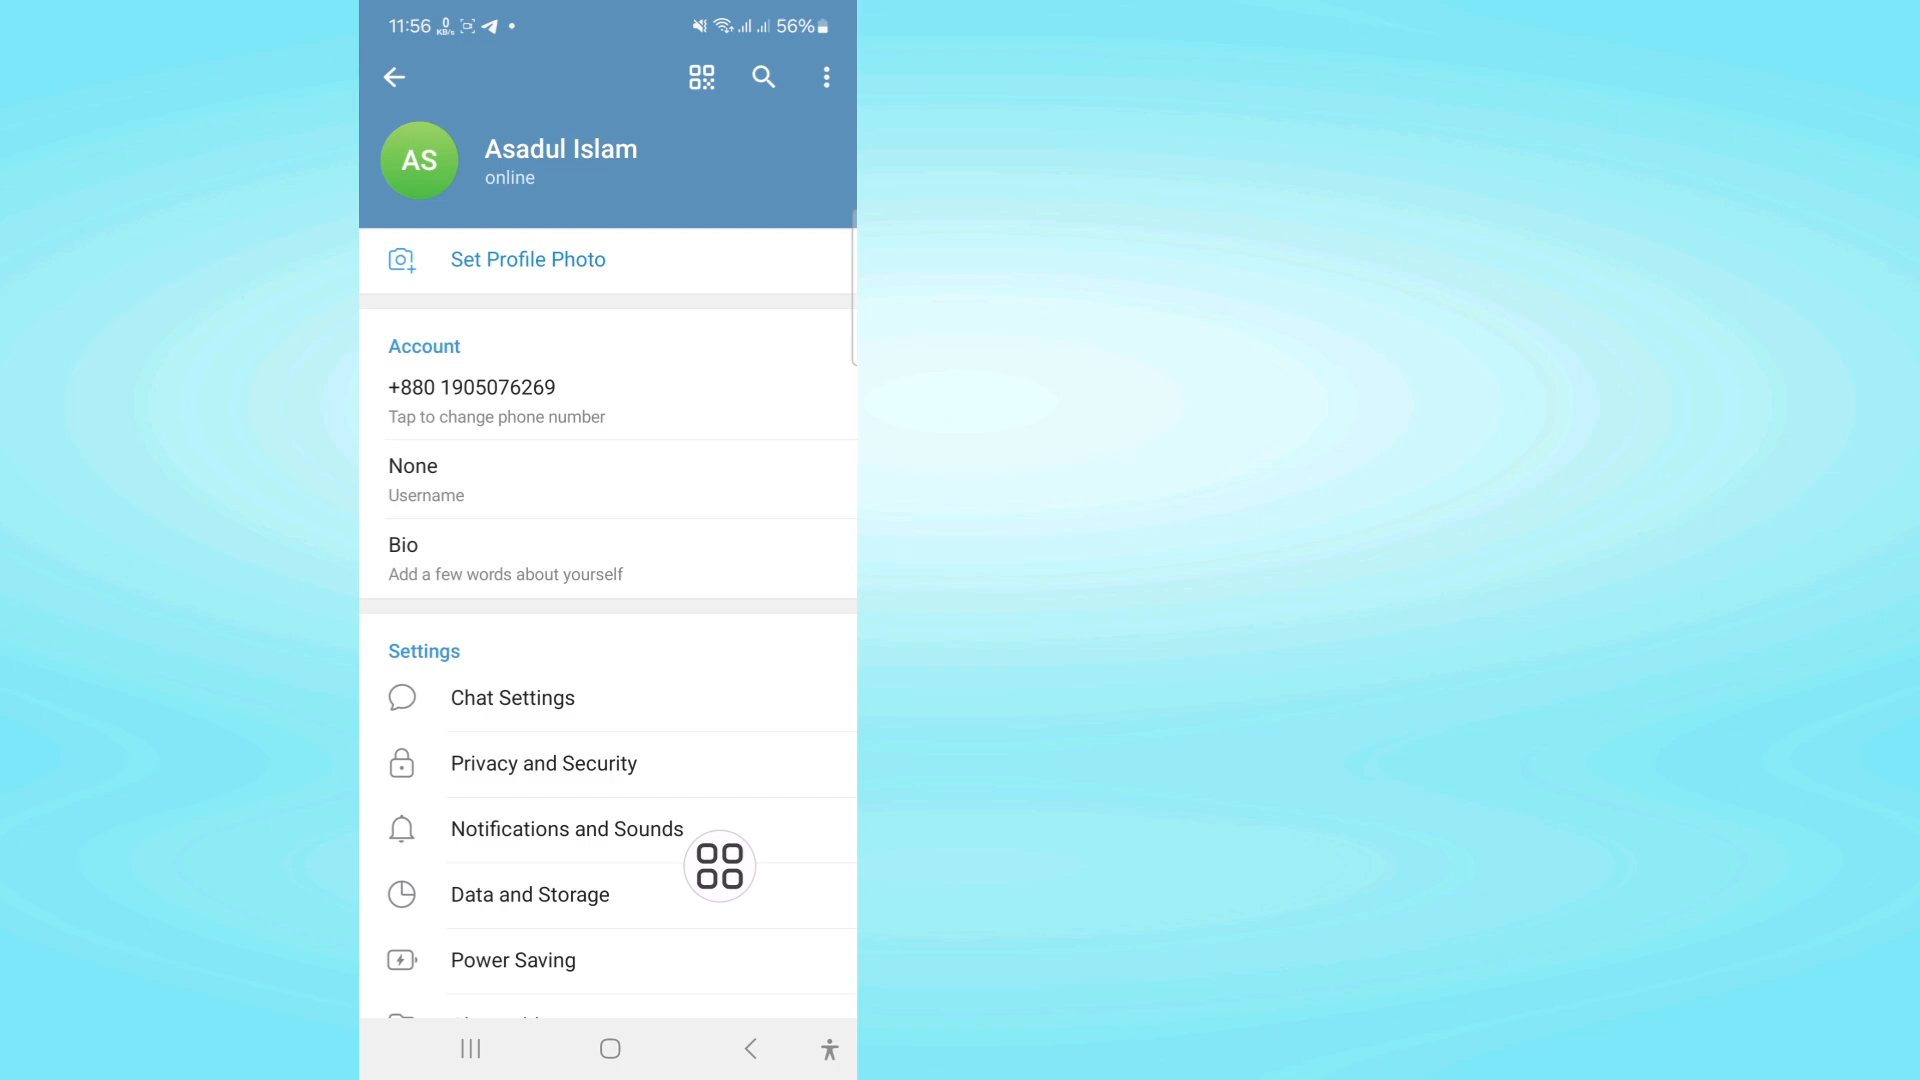 11:56 0 KB/s 56%
AS
Asadul Islam
online
Set Profile Photo
Account
+880 1905076269
Tap to change phone number
None
Username
Bio
Add a few words about yourself
Settings
Chat Settings
Privacy and Security
Notifications and Sounds
Data and Storage
Power Saving